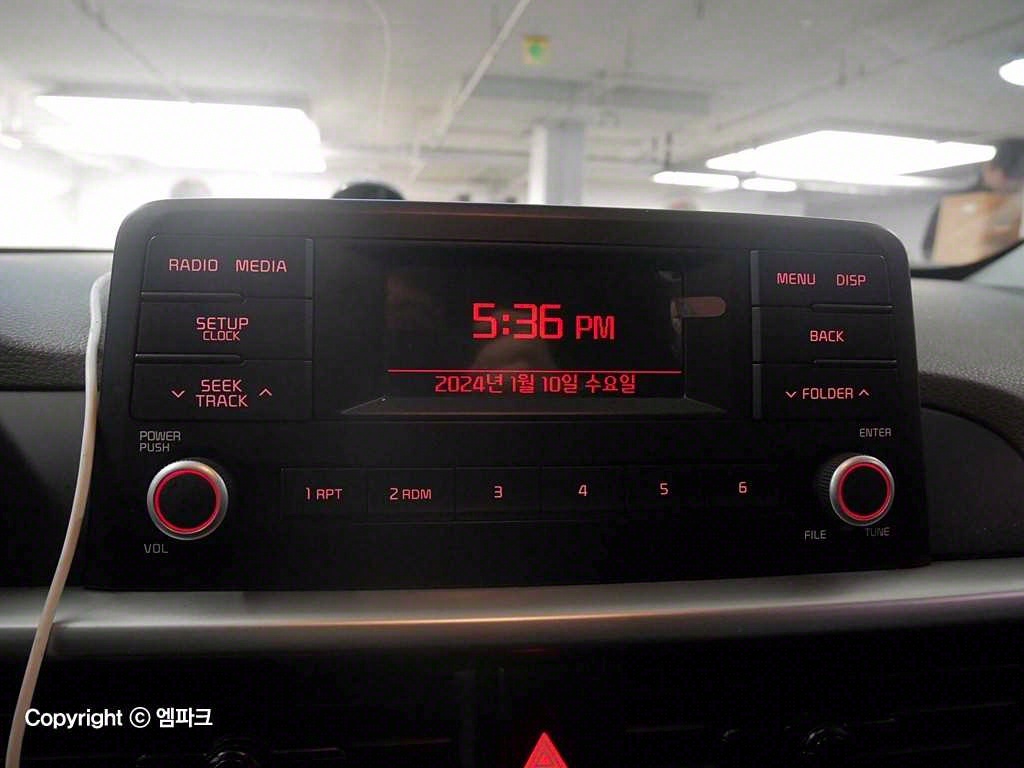 RADIO MEDIA
SETUP
CLOCK
SEEK
TRACK
POWER
PUSH
VOL
5:36 PM
2024년 1월 10일 수요일
1 RPT 2 RDM 3 4 5 6
MENU DISP
BACK
FOLDER
ENTER
FILE
TUNE
Copyright ⓒ 엠파크